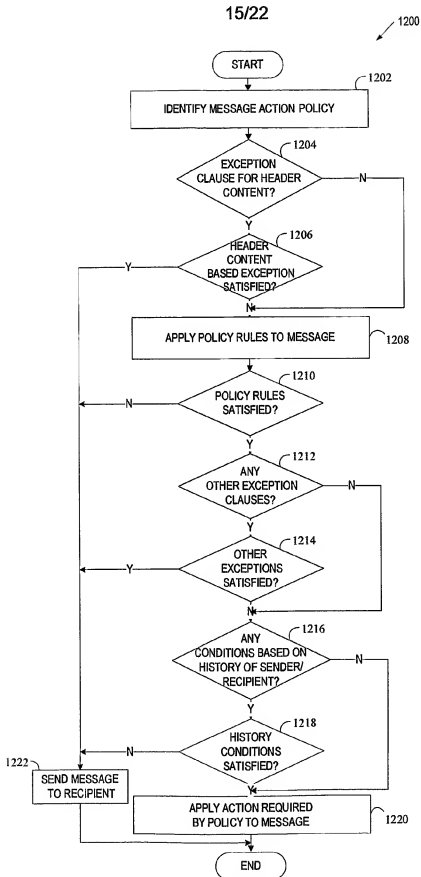 15/22
1200
START
1202
IDENTIFY MESSAGE ACTION POLICY
1204
EXCEPTION
CLAUSE FOR HEADER
CONTENT?
N
Y
1206
HEADER
CONTENT
BASED EXCEPTION
SATISFIED?
Y
N
APPLY POLICY RULES TO MESSAGE
1208
1210
POLICY RULES
SATISFIED?
N
Y
1212
ANY
OTHER EXCEPTION
CLAUSES?
N
Y
1214
OTHER
EXCEPTIONS
SATISFIED?
Y
N
1216
ANY
CONDITIONS BASED ON
HISTORY OF SENDER/
RECIPIENT?
N
Y
1218
HISTORY
CONDITIONS
SATISFIED?
N
Y
1222
SEND MESSAGE
TO RECIPIENT
APPLY ACTION REQUIRED
BY POLICY TO MESSAGE
1220
END